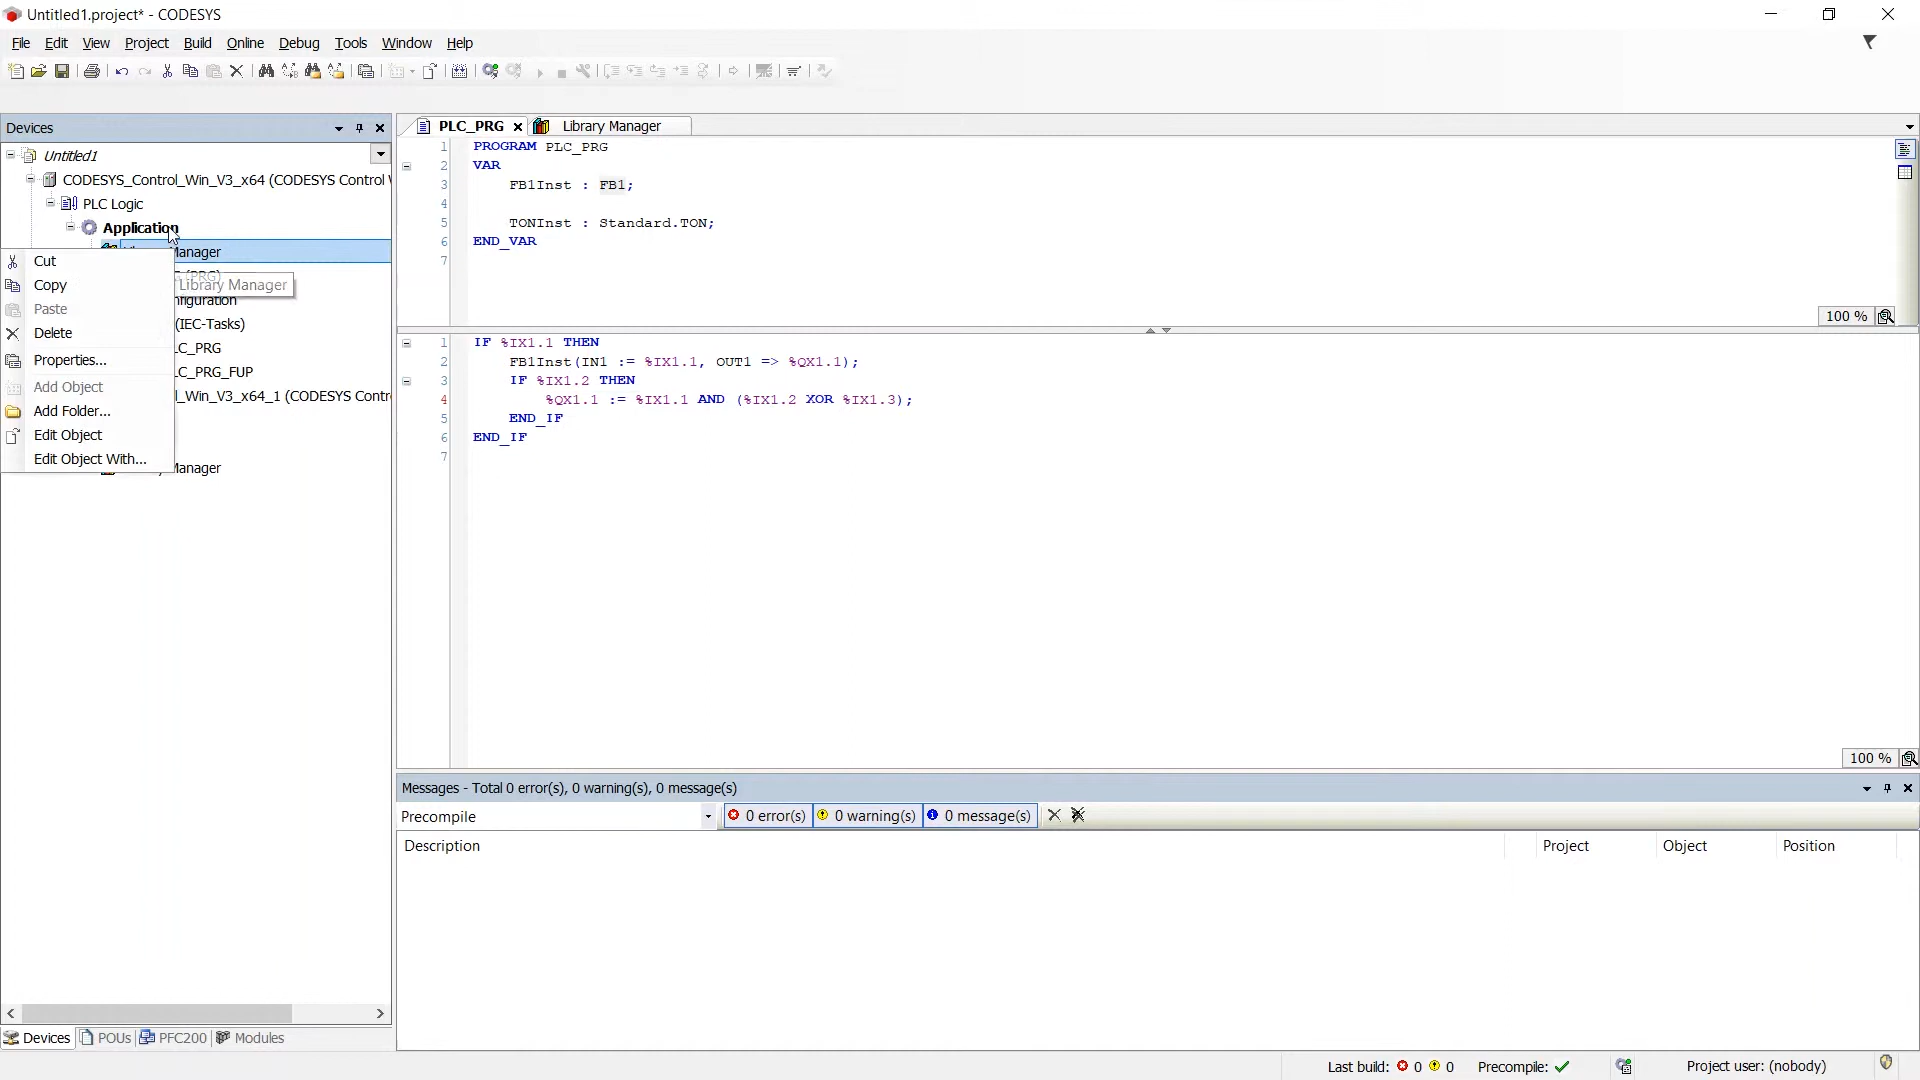 Untitled1.project* - CODESYS
File Edit View Project Build Online Debug Tools Window Help
Devices
Untitled1
CODESYS_Control_Win_V3_x64 (CODESYS Control
PLC Logic
Application
Manager
Cut
Copy
Library Manager
Paste
(IEC-Tasks)
Delete
LC_PRG
Properties...
LC_PRG_FUP
Add Object
l_Win_V3_x64_1 (CODESYS Contr
Add Folder...
Edit Object
Edit Object With...
Manager
Devices POUs PFC200 Modules
PLC_PRG Library Manager
1 PROGRAM PLC_PRG
2 VAR
3 FB1Inst : FB1;
4
5 TONInst : Standard.TON;
6 END_VAR
7
100 %
1 IF %IX1.1 THEN
2 FB1Inst(IN1 := %IX1.1, OUT1 => %QX1.1);
3 IF %IX1.2 THEN
4 %QX1.1 := %IX1.1 AND (%IX1.2 XOR %IX1.3);
5 END_IF
6 END_IF
7
100 %
Messages - Total 0 error(s), 0 warning(s), 0 message(s)
Precompile 0 error(s) 0 warning(s) 0 message(s)
Description Project Object Position
Last build: 0 0 Precompile: Project user: (nobody)